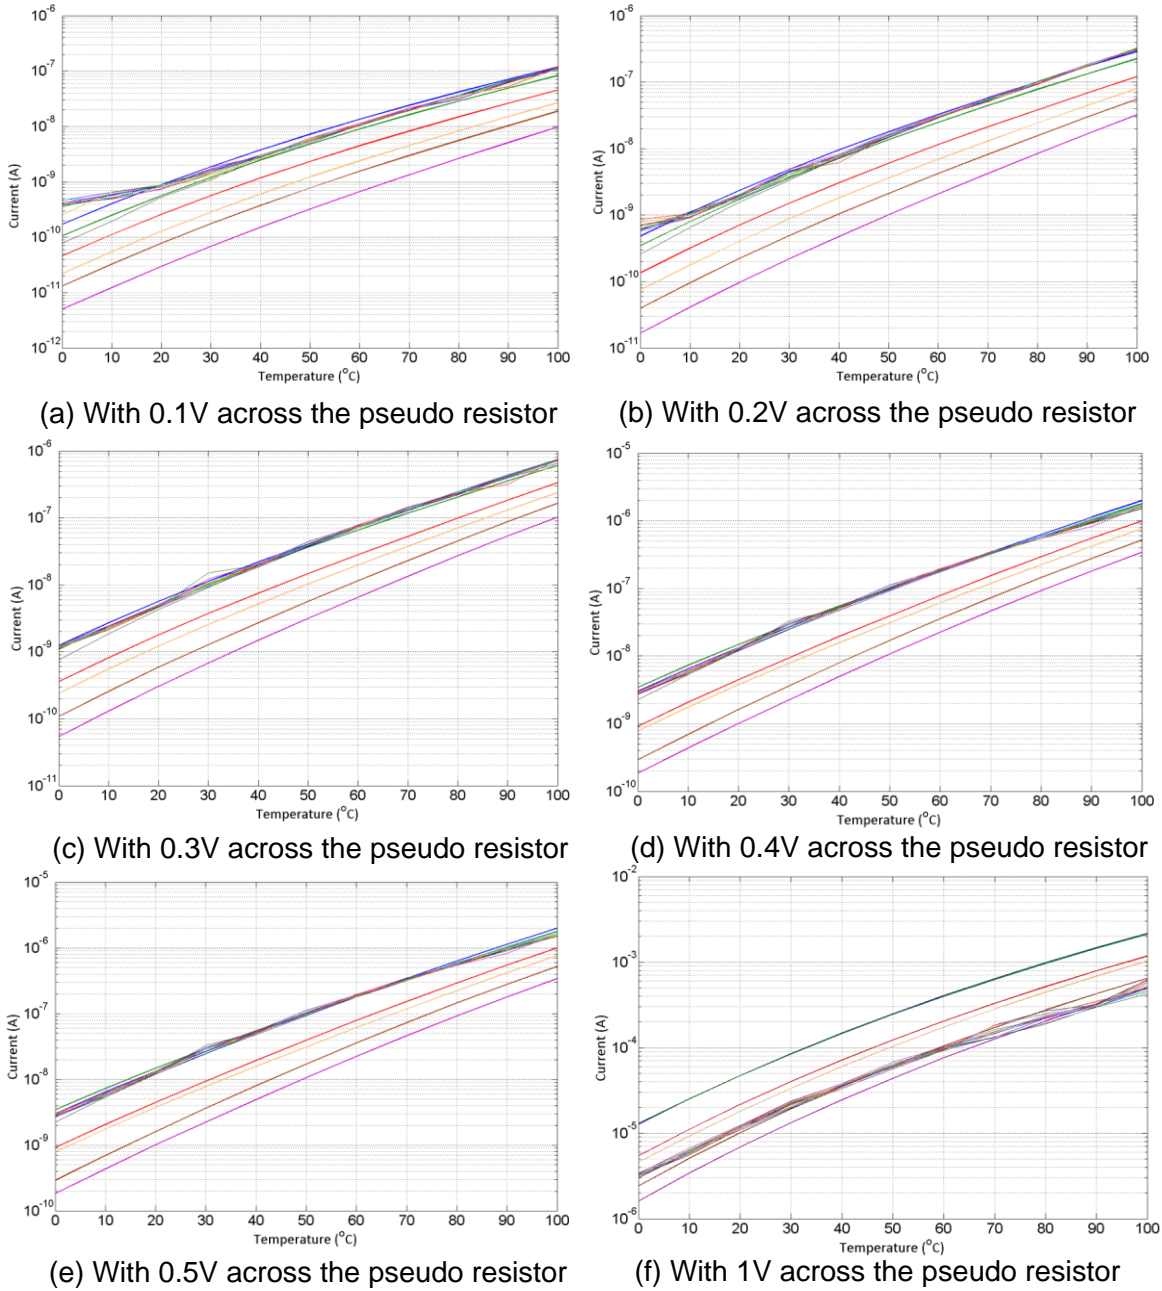 10-6
10-7
10-8
10-9
10-10
10-11
10-12
Current (A)
0 10 20 30 40 50 60 70 80 90 100
Temperature (oC)
(a) With 0.1V across the pseudo resistor
10-6
10-7
10-8
10-9
10-10
10-11
Current (A)
0 10 20 30 40 50 60 70 80 90 100
Temperature (oC)
(b) With 0.2V across the pseudo resistor
10-6
10-7
10-8
10-9
10-10
10-11
Current (A)
0 10 20 30 40 50 60 70 80 90 100
Temperature (oC)
(c) With 0.3V across the pseudo resistor
10-5
10-6
10-7
10-8
10-9
10-10
Current (A)
0 10 20 30 40 50 60 70 80 90 100
Temperature (oC)
(d) With 0.4V across the pseudo resistor
10-5
10-6
10-7
10-8
10-9
10-10
Current (A)
0 10 20 30 40 50 60 70 80 90 100
Temperature (oC)
(e) With 0.5V across the pseudo resistor
10-2
10-3
10-4
10-5
10-6
Current (A)
0 10 20 30 40 50 60 70 80 90 100
Temperature (oC)
(f) With 1V across the pseudo resistor